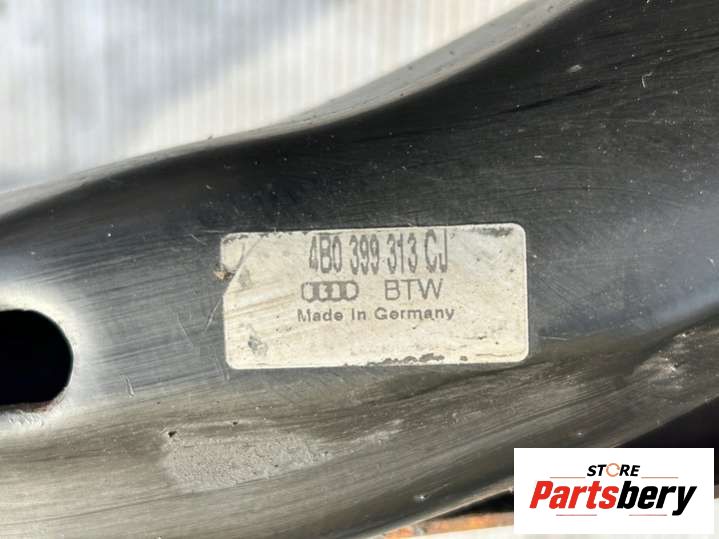 4B0 399 313 CJ
BTW
Made in Germany
STORE
Partsbery